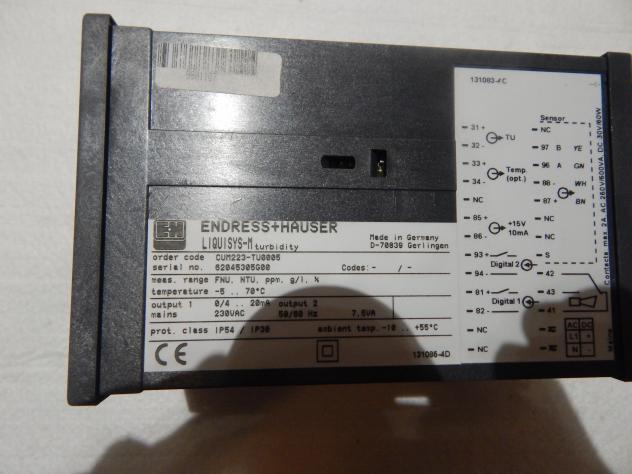 ENDRESS+HAUSER
LIQUISYS-M turbidity
Made in Germany
D-70839 Gerlingen
order code CUM223-TU0005
serial no. 62045305G00 Codes: - / -
meas. range FNU, NTU, ppm, g/l, %
temperature -5 .. 70°C
output 1 0/4 .. 20mA output 2
mains 230VAC 50/60 Hz 7,5VA
prot. class IP54 / IP30 ambient temp. -10 .. +55°C
CE
131086-4D
131083-4C
Sensor
31+
32-
TU
33+
34-
Temp.
(opt.)
NC
85+
86-
+15V
10mA
93+
Digital 2
94-
81+
Digital 1
82-
NC
NC
NC
97 B YE
96 A GN
88- WH
87+ BN
NC
NC
S
42
43
41
AC DC
L1 +
N -
Mains
Contacts max. 2A, AC 250V/500VA, DC 30V/60W